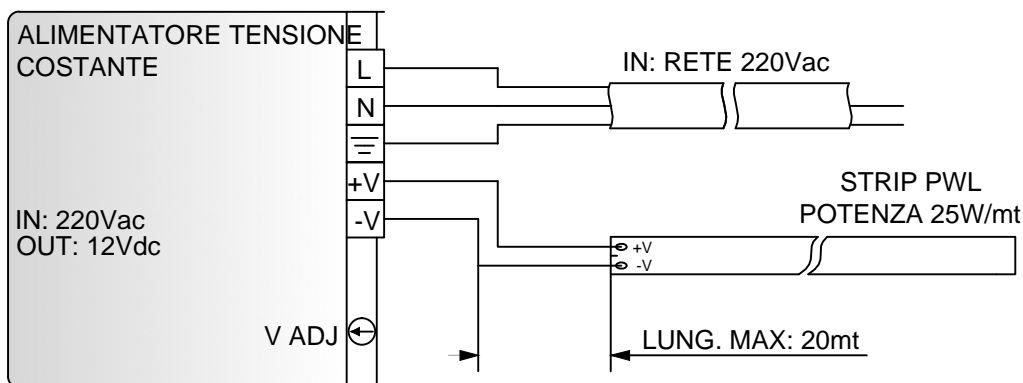 ALIMENTATORE TENSIONE
COSTANTE
L
N
+V
-V
IN: 220Vac
OUT: 12Vdc
V ADJ
IN: RETE 220Vac
STRIP PWL
POTENZA 25W/mt
+V
-V
LUNG. MAX: 20mt